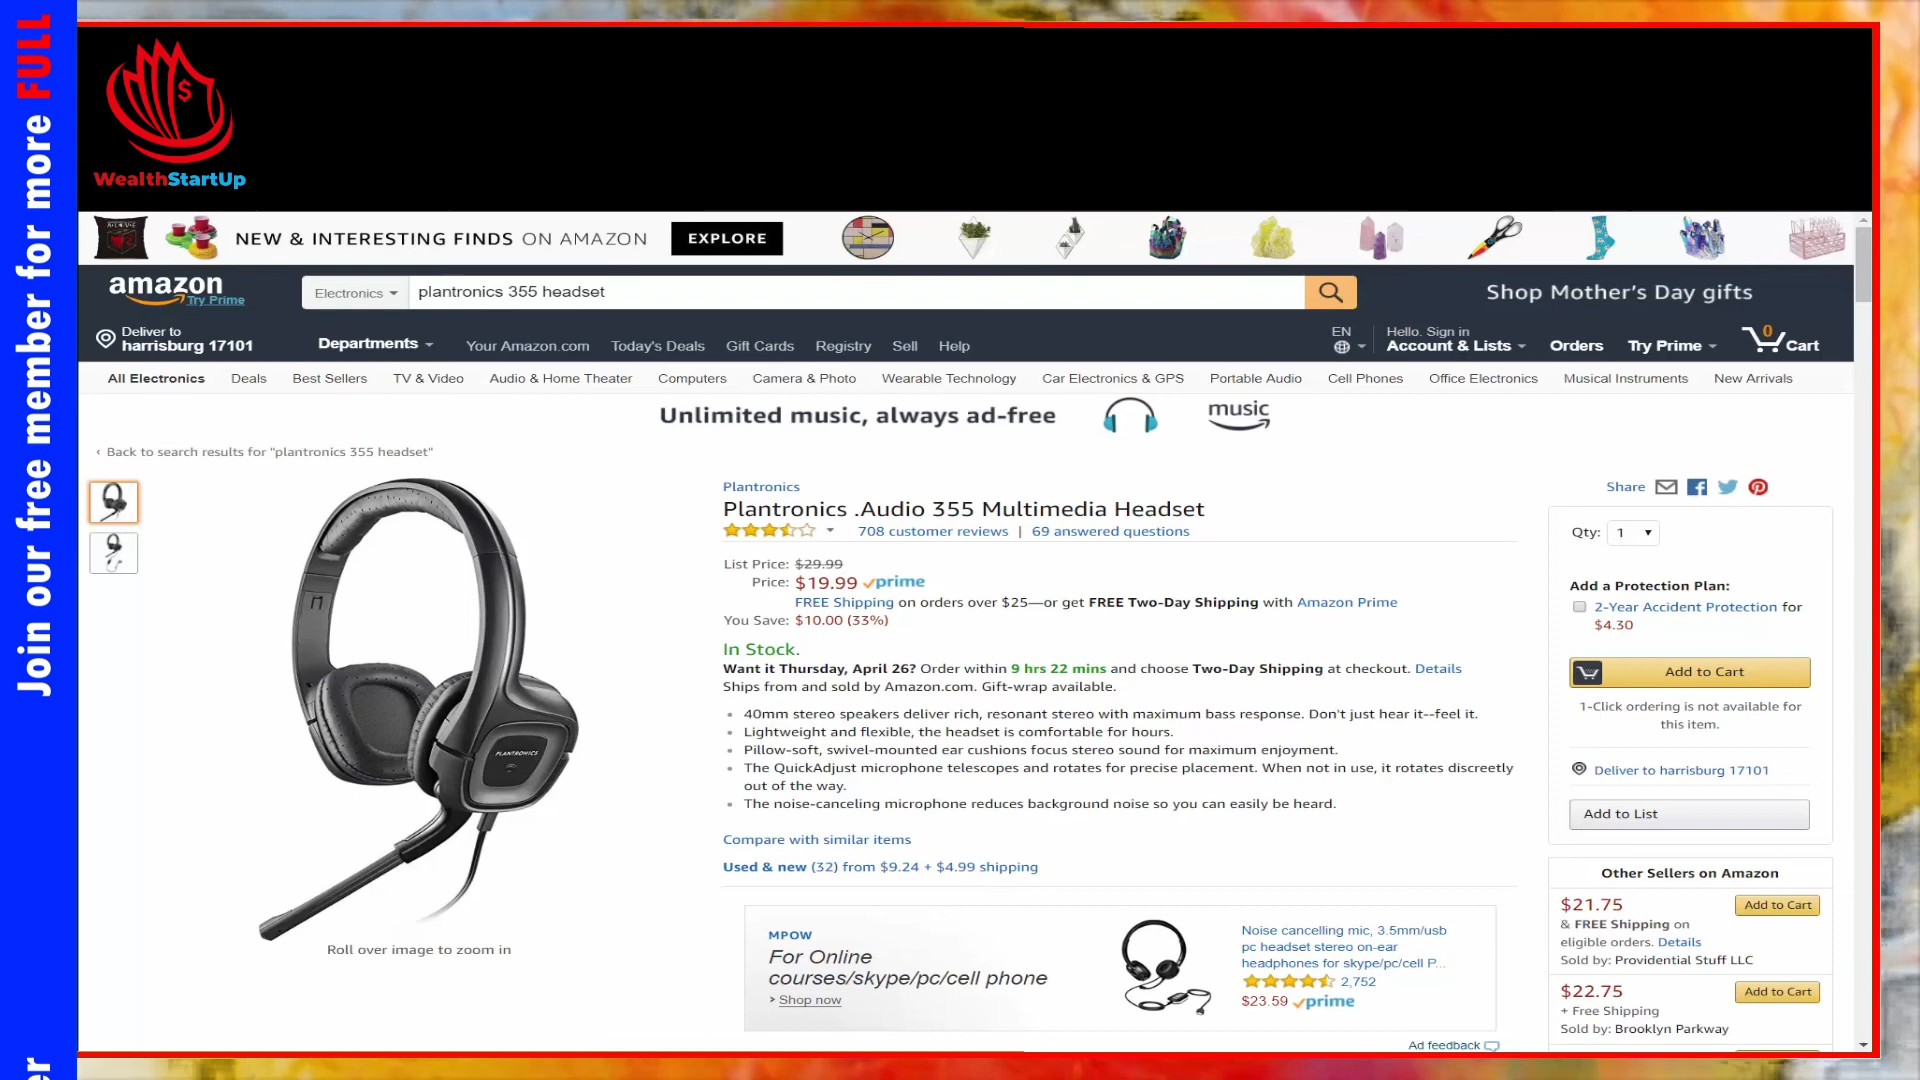 Join our free member for more FULL
er
$
WealthStartUp
NEW & INTERESTING FINDS ON AMAZON
EXPLORE
amazon
Try Prime
Electronics
plantronics 355 headset
Shop Mother's Day gifts
Deliver to
harrisburg 17101
Departments
Your Amazon.com
Today's Deals
Gift Cards
Registry
Sell
Help
EN
Hello. Sign in
Account & Lists
Orders
Try Prime
0
Cart
All Electronics
Deals
Best Sellers
TV & Video
Audio & Home Theater
Computers
Camera & Photo
Wearable Technology
Car Electronics & GPS
Portable Audio
Cell Phones
Office Electronics
Musical Instruments
New Arrivals
Unlimited music, always ad-free
music
‹ Back to search results for "plantronics 355 headset"
PLANTRONICS
Roll over image to zoom in
Plantronics
Plantronics .Audio 355 Multimedia Headset
708 customer reviews | 69 answered questions
List Price: $29.99
Price: $19.99 prime
FREE Shipping on orders over $25—or get FREE Two-Day Shipping with Amazon Prime
You Save: $10.00 (33%)
In Stock.
Want it Thursday, April 26? Order within 9 hrs 22 mins and choose Two-Day Shipping at checkout. Details
Ships from and sold by Amazon.com. Gift-wrap available.
40mm stereo speakers deliver rich, resonant stereo with maximum bass response. Don't just hear it--feel it.
Lightweight and flexible, the headset is comfortable for hours.
Pillow-soft, swivel-mounted ear cushions focus stereo sound for maximum enjoyment.
The QuickAdjust microphone telescopes and rotates for precise placement. When not in use, it rotates discreetly
out of the way.
The noise-canceling microphone reduces background noise so you can easily be heard.
Compare with similar items
Used & new (32) from $9.24 + $4.99 shipping
MPOW
For Online
courses/skype/pc/cell phone
› Shop now
Noise cancelling mic, 3.5mm/usb
pc headset stereo on-ear
headphones for skype/pc/cell P...
2,752
$23.59 prime
Ad feedback
Share
Qty: 1
Add a Protection Plan:
2-Year Accident Protection for
$4.30
Add to Cart
1-Click ordering is not available for
this item.
Deliver to harrisburg 17101
Add to List
Other Sellers on Amazon
$21.75
Add to Cart
& FREE Shipping on
eligible orders. Details
Sold by: Providential Stuff LLC
$22.75
Add to Cart
+ Free Shipping
Sold by: Brooklyn Parkway